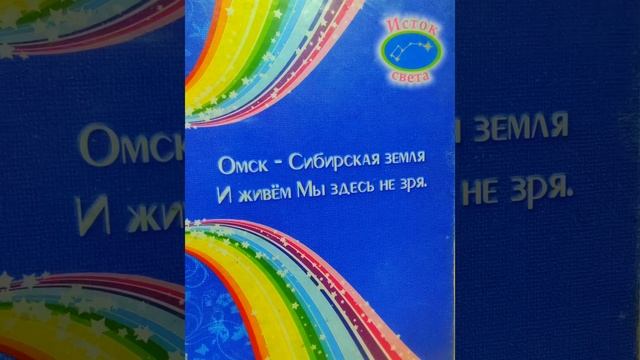 Исток
света
Омск - Сибирская земля
И живём Мы здесь не зря.